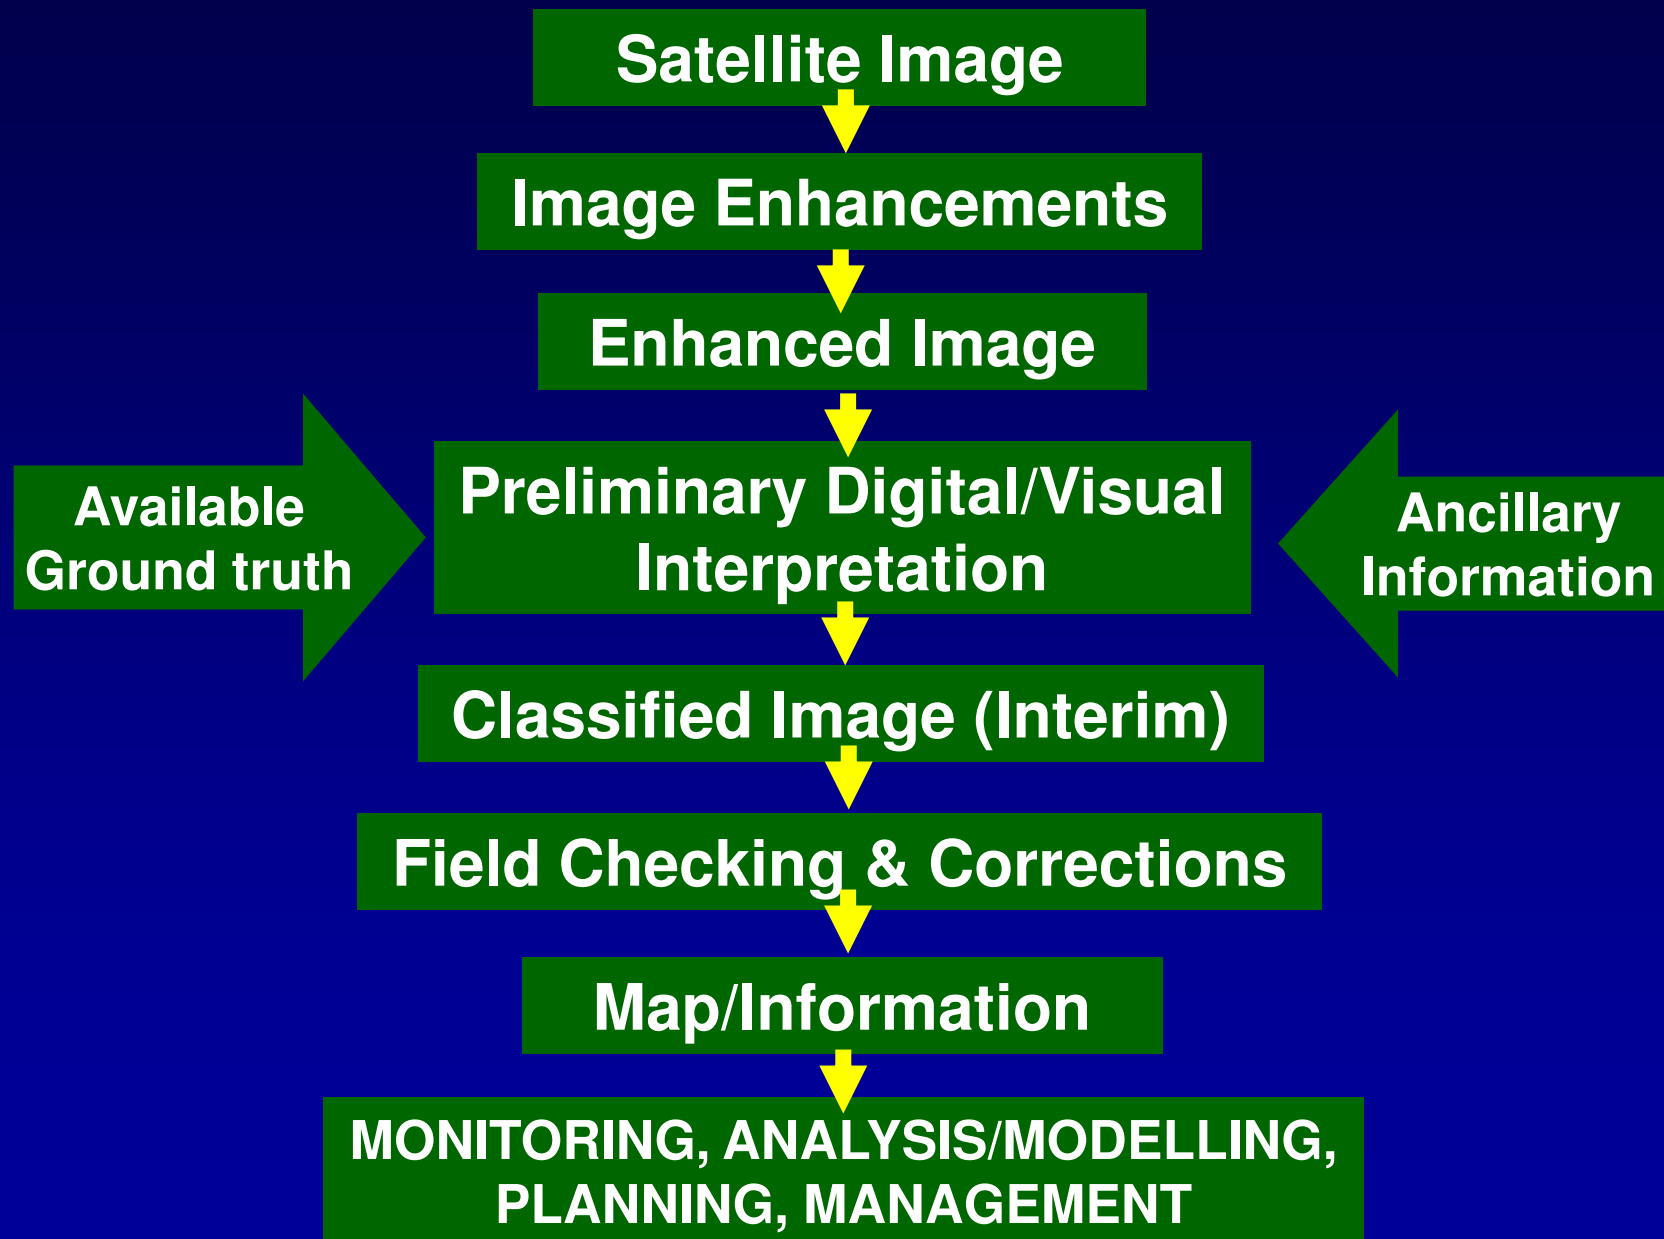 Satellite Image
Image Enhancements
Enhanced Image
Available
Ground truth
Preliminary Digital/Visual
Interpretation
Ancillary
Information
Classified Image (Interim)
Field Checking & Corrections
Map/Information
MONITORING, ANALYSIS/MODELLING,
PLANNING, MANAGEMENT